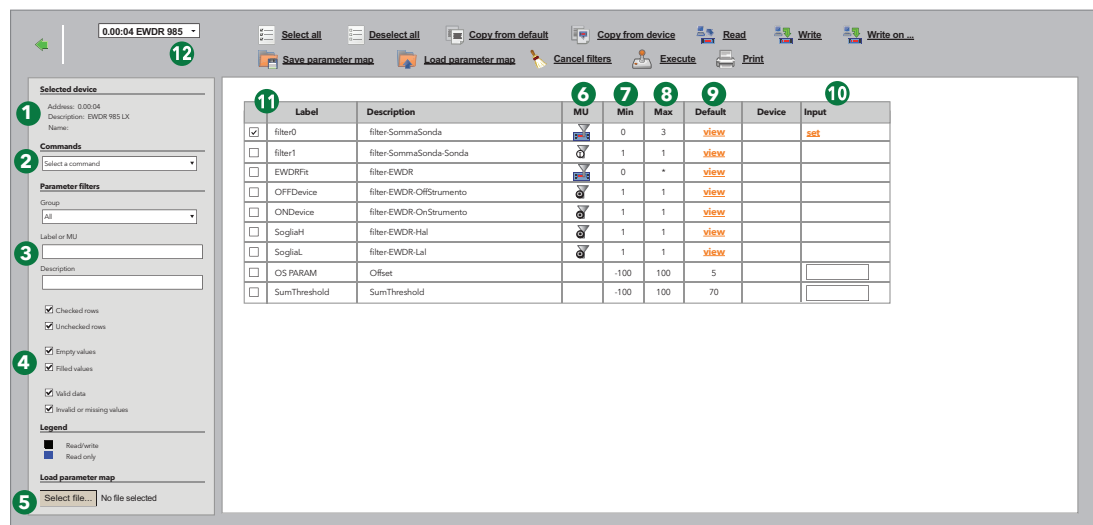 0.00:04 EWDR 985
12
Select all
Deselect all
Copy from default
Copy from device
Read
Write
Write on ...
Save parameter map
Load parameter map
Cancel filters
Execute
Print
Selected device
1
Address: 0.00:04
Description: EWDR 985 LX
Name:
Commands
2
Select a command
Parameter filters
Group
All
Label or MU
3
Description
Checked rows
Unchecked rows
Empty values
4
Filled values
Valid data
Invalid or missing values
Legend
Read/write
Read only
Load parameter map
5
Select file... No file selected
11 6 7 8 9 10
Label Description MU Min Max Default Device Input
filter0 filter-SommaSonda 0 3 view set
filter1 filter-SommaSonda-Sonda 1 1 view
EWDRFit filter-EWDR 0 * view
OFFDevice filter-EWDR-OffStrumento 1 1 view
ONDevice filter-EWDR-OnStrumento 1 1 view
SogliaH filter-EWDR-Hal 1 1 view
SogliaL filter-EWDR-Lal 1 1 view
OS PARAM Offset -100 100 5
SumThreshold SumThreshold -100 100 70